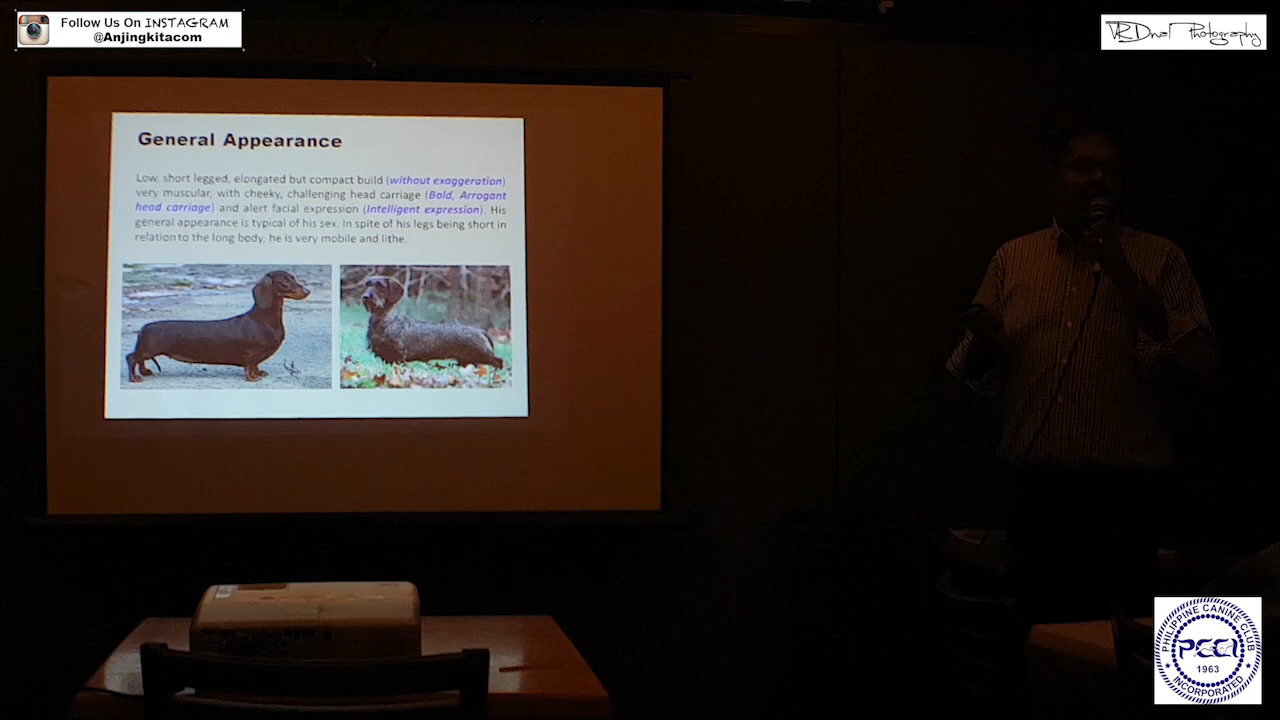 Follow Us On INSTAGRAM
@Anjingkitacom
VRDnal Photography
General Appearance
Low, short legged, elongated but compact build (without exaggeration)
very muscular, with cheeky, challenging head carriage (Bold, Arrogant
head carriage) and alert facial expression (Intelligent expression). His
general appearance is typical of his sex. In spite of his legs being short in
relation to the long body, he is very mobile and lithe.
PHILIPPINE CANINE CLUB
PCCI
1963
INCORPORATED